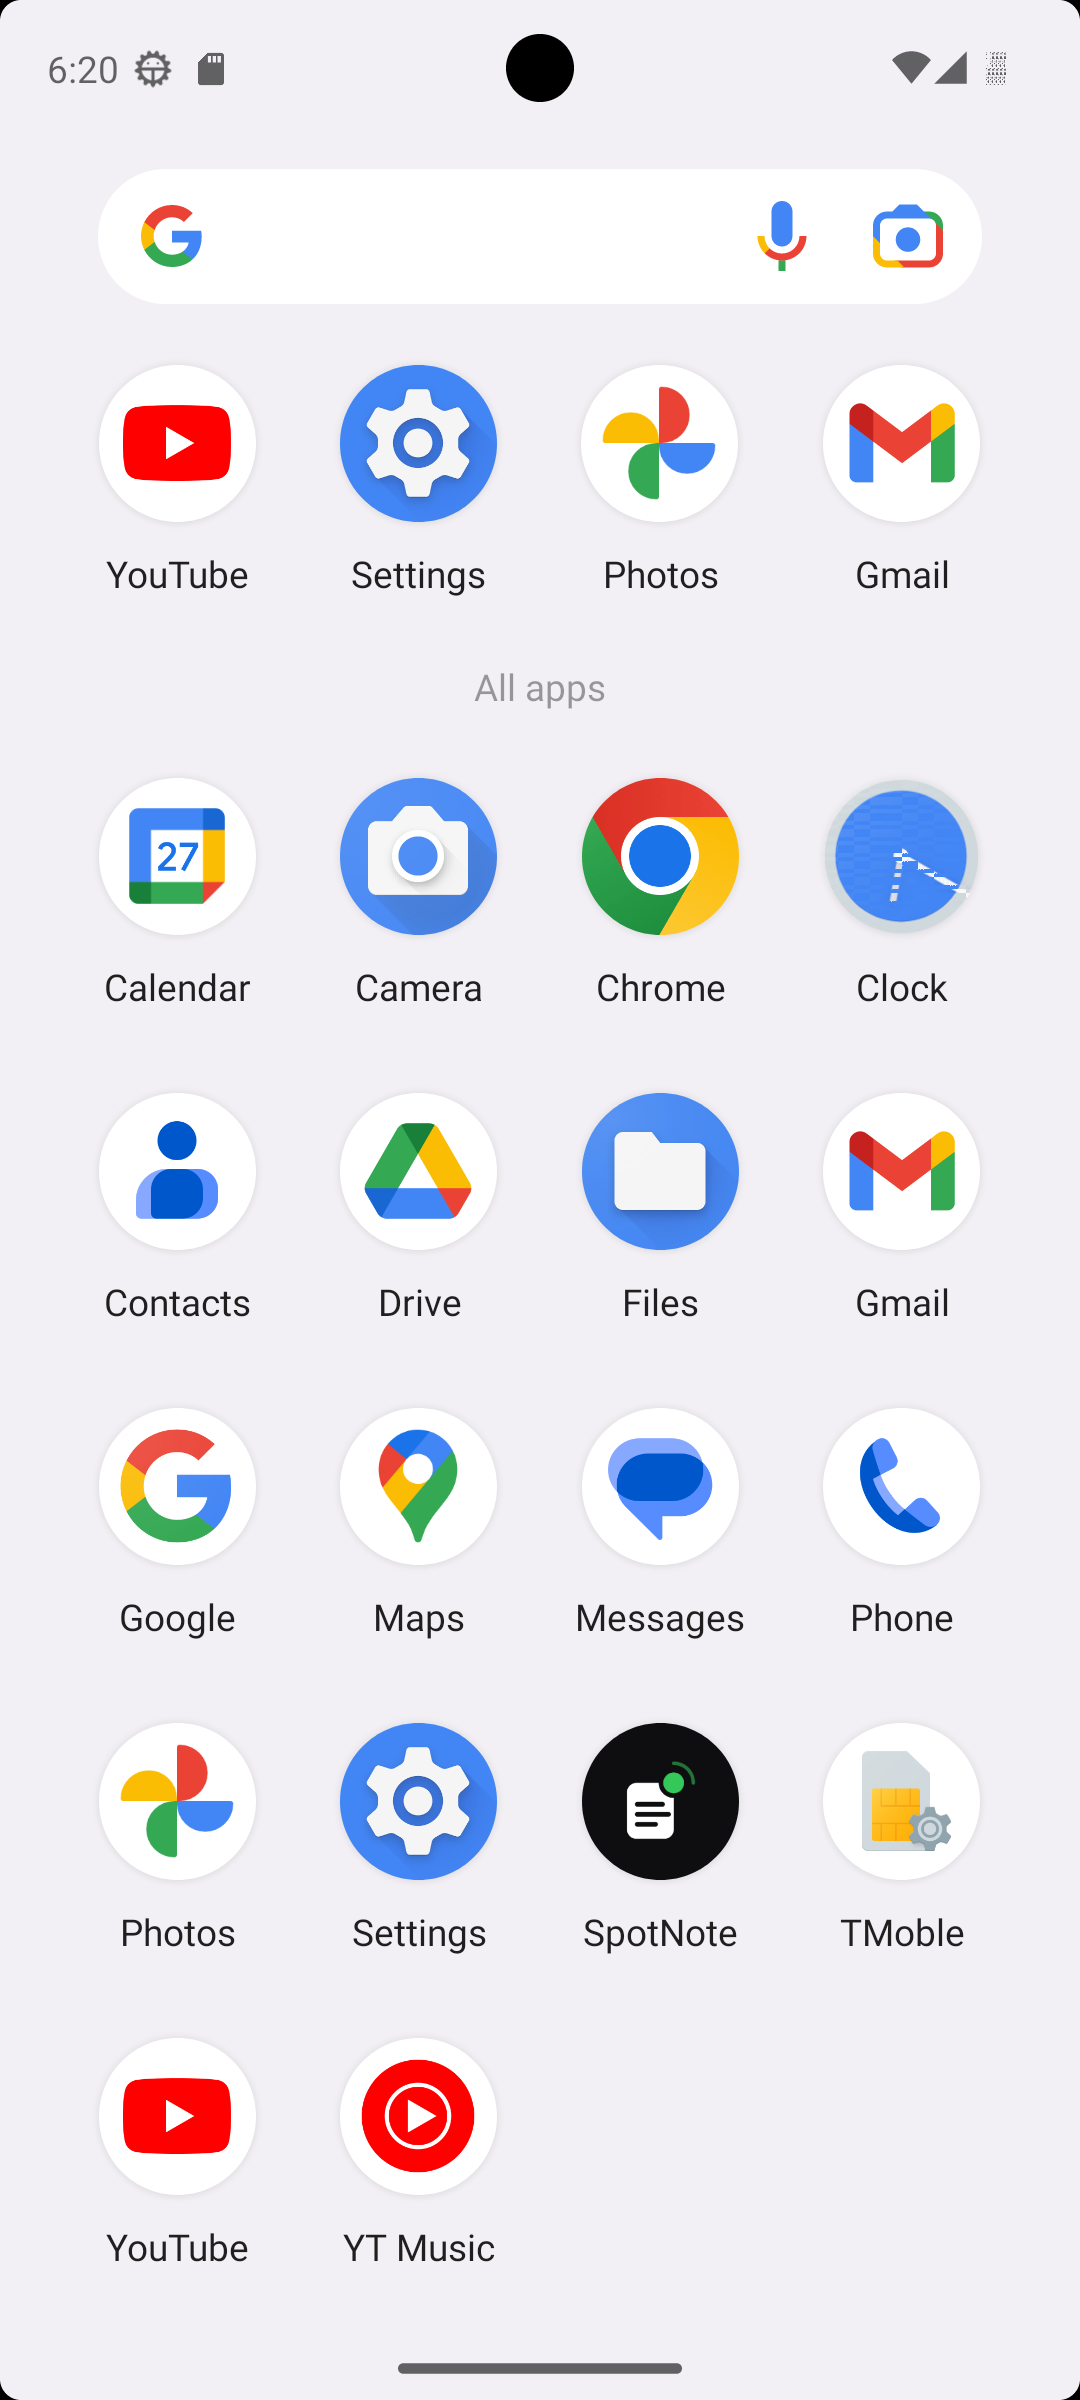 6:20
YouTube Settings Photos Gmail
All apps
27
Calendar Camera Chrome Clock
Contacts Drive Files Gmail
Google Maps Messages Phone
Photos Settings SpotNote TMoble
YouTube YT Music